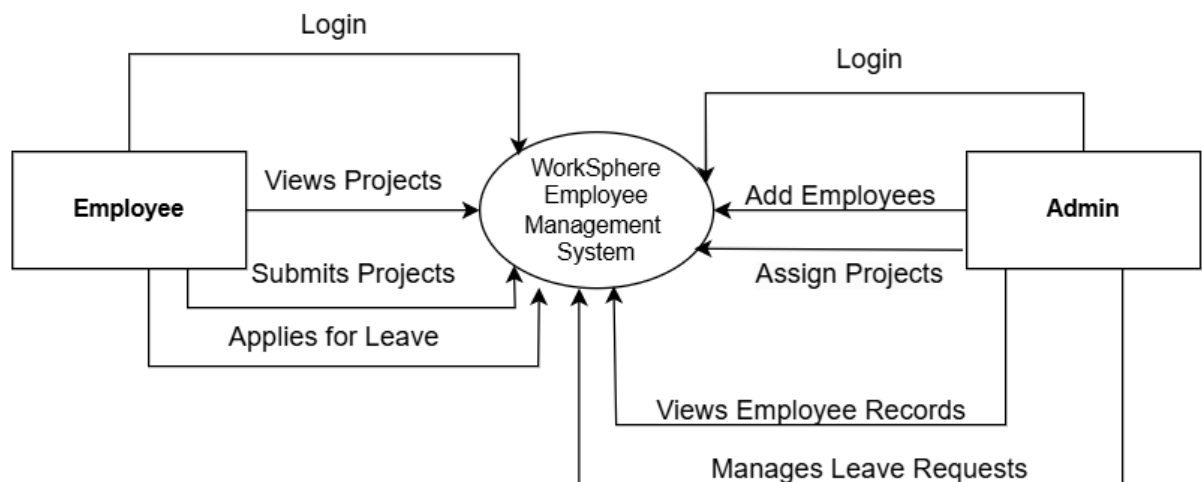 Login
Login
Employee
Views Projects
WorkSphere
Employee
Management
System
Add Employees
Admin
Submits Projects
Assign Projects
Applies for Leave
Views Employee Records
Manages Leave Requests